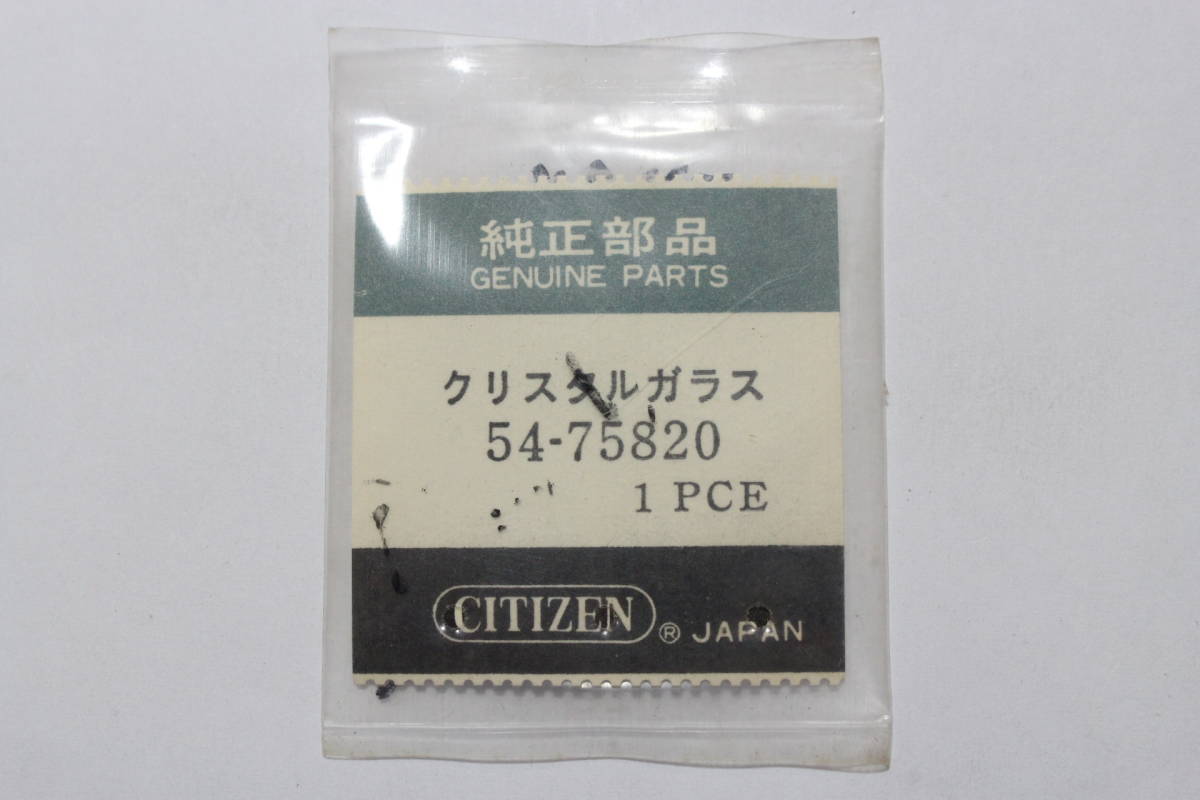 純正部品
GENUINE PARTS
クリスタルガラス
54-75820
1 PCE
CITIZEN ® JAPAN